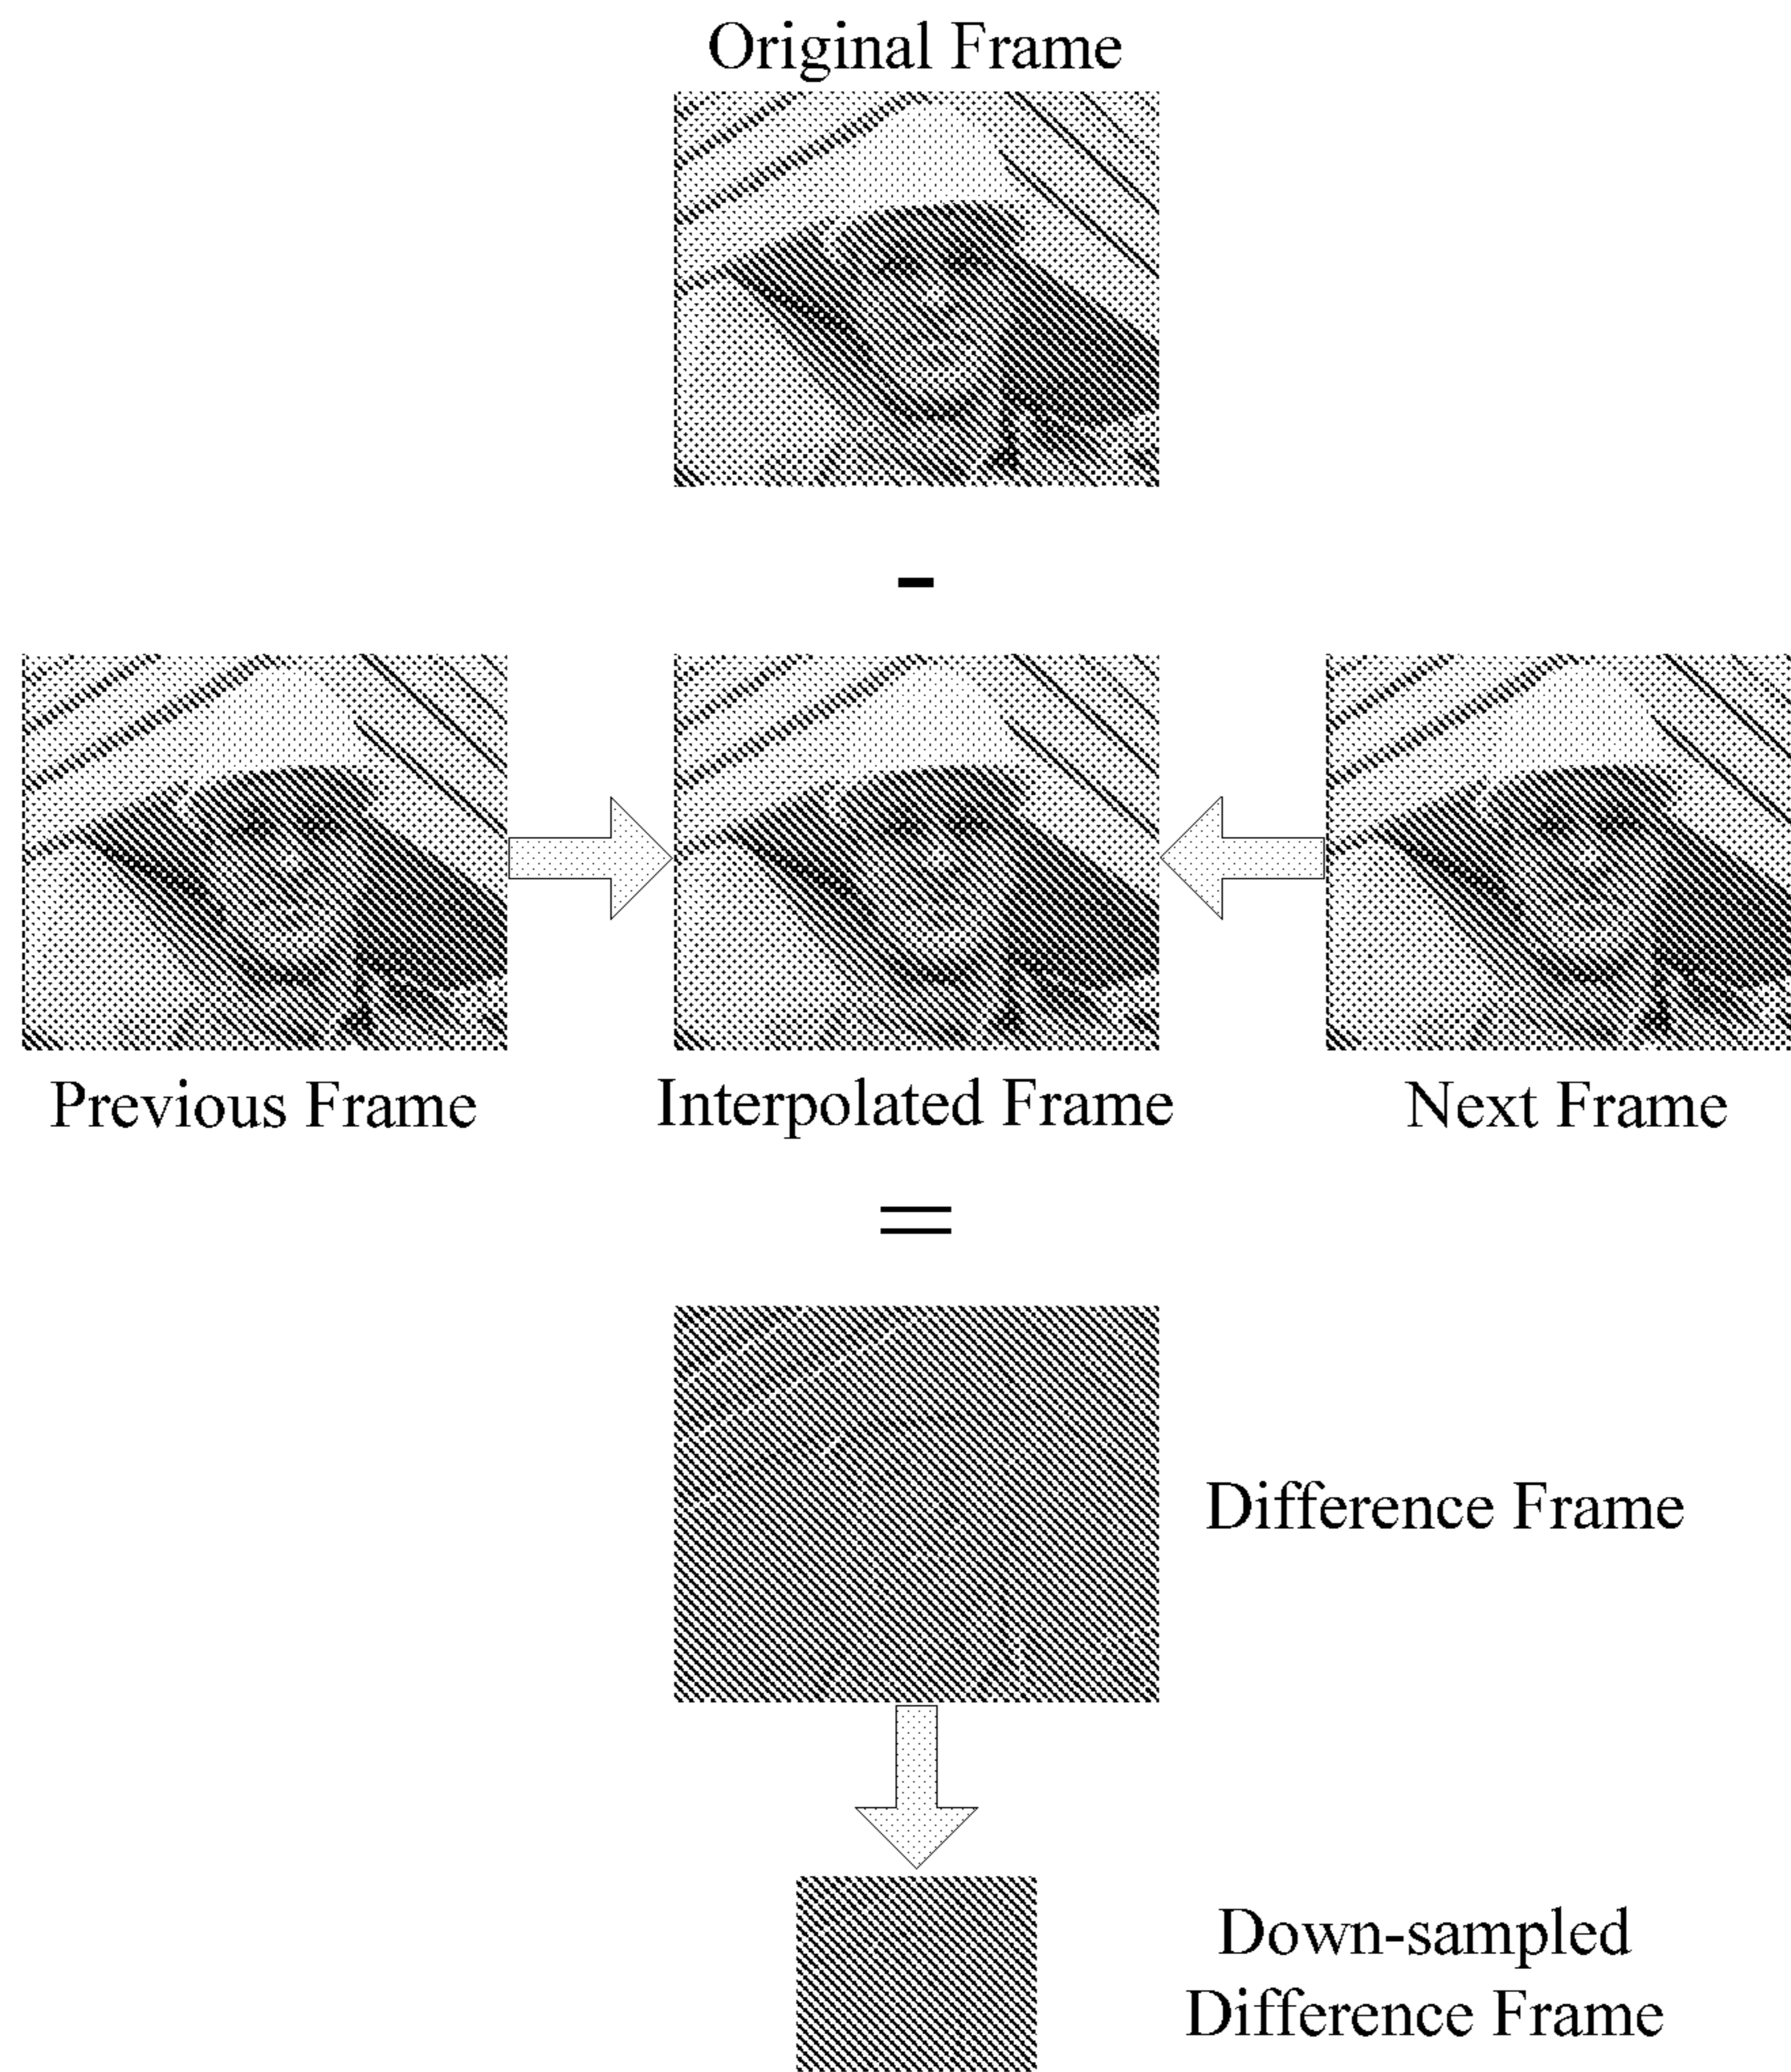 Original Frame
-
Previous Frame
Interpolated Frame
Next Frame
=
Difference Frame
Down-sampled
Difference Frame